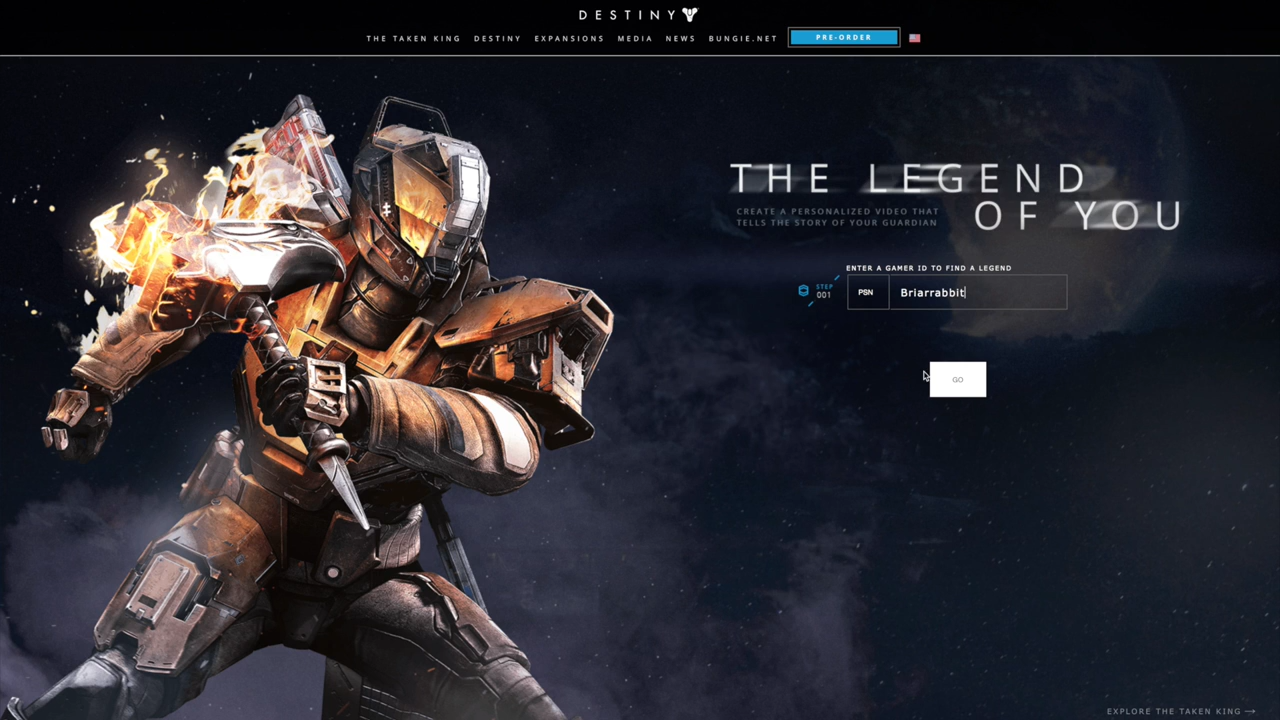 DESTINY
THE TAKEN KING DESTINY EXPANSIONS MEDIA NEWS BUNGIE.NET PRE-ORDER
THE LEGEND
OF YOU
CREATE A PERSONALIZED VIDEO THAT
TELLS THE STORY OF YOUR GUARDIAN
ENTER A GAMER ID TO FIND A LEGEND
STEP
001
PSN Briarrabbit
GO
EXPLORE THE TAKEN KING →